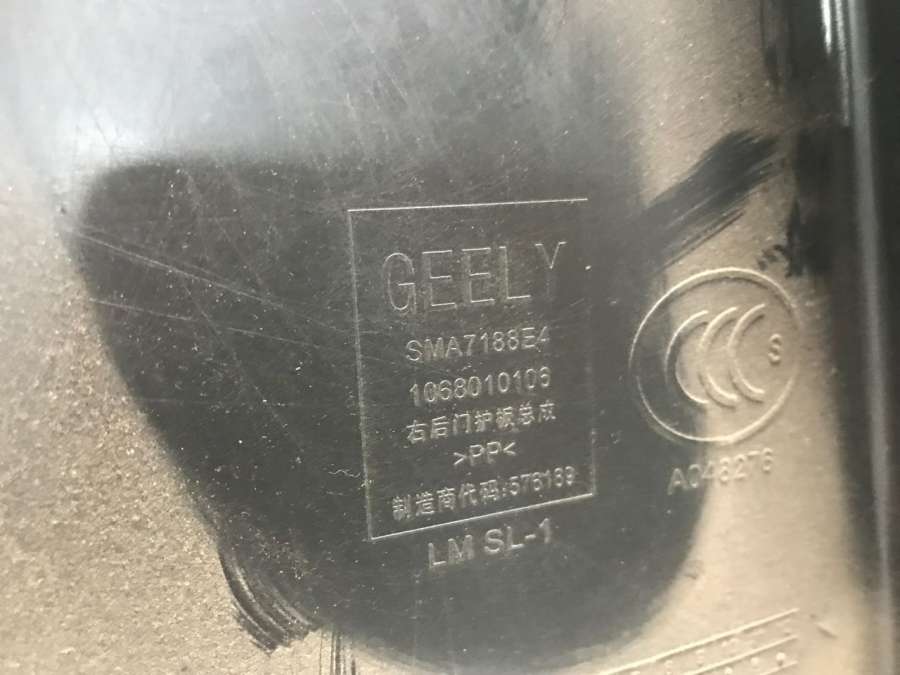 GEELY
SMA7188E4
1068010106
右后门护板总成
>PP<
制造商代码:576189
LM SL-1
CCC S
A048276